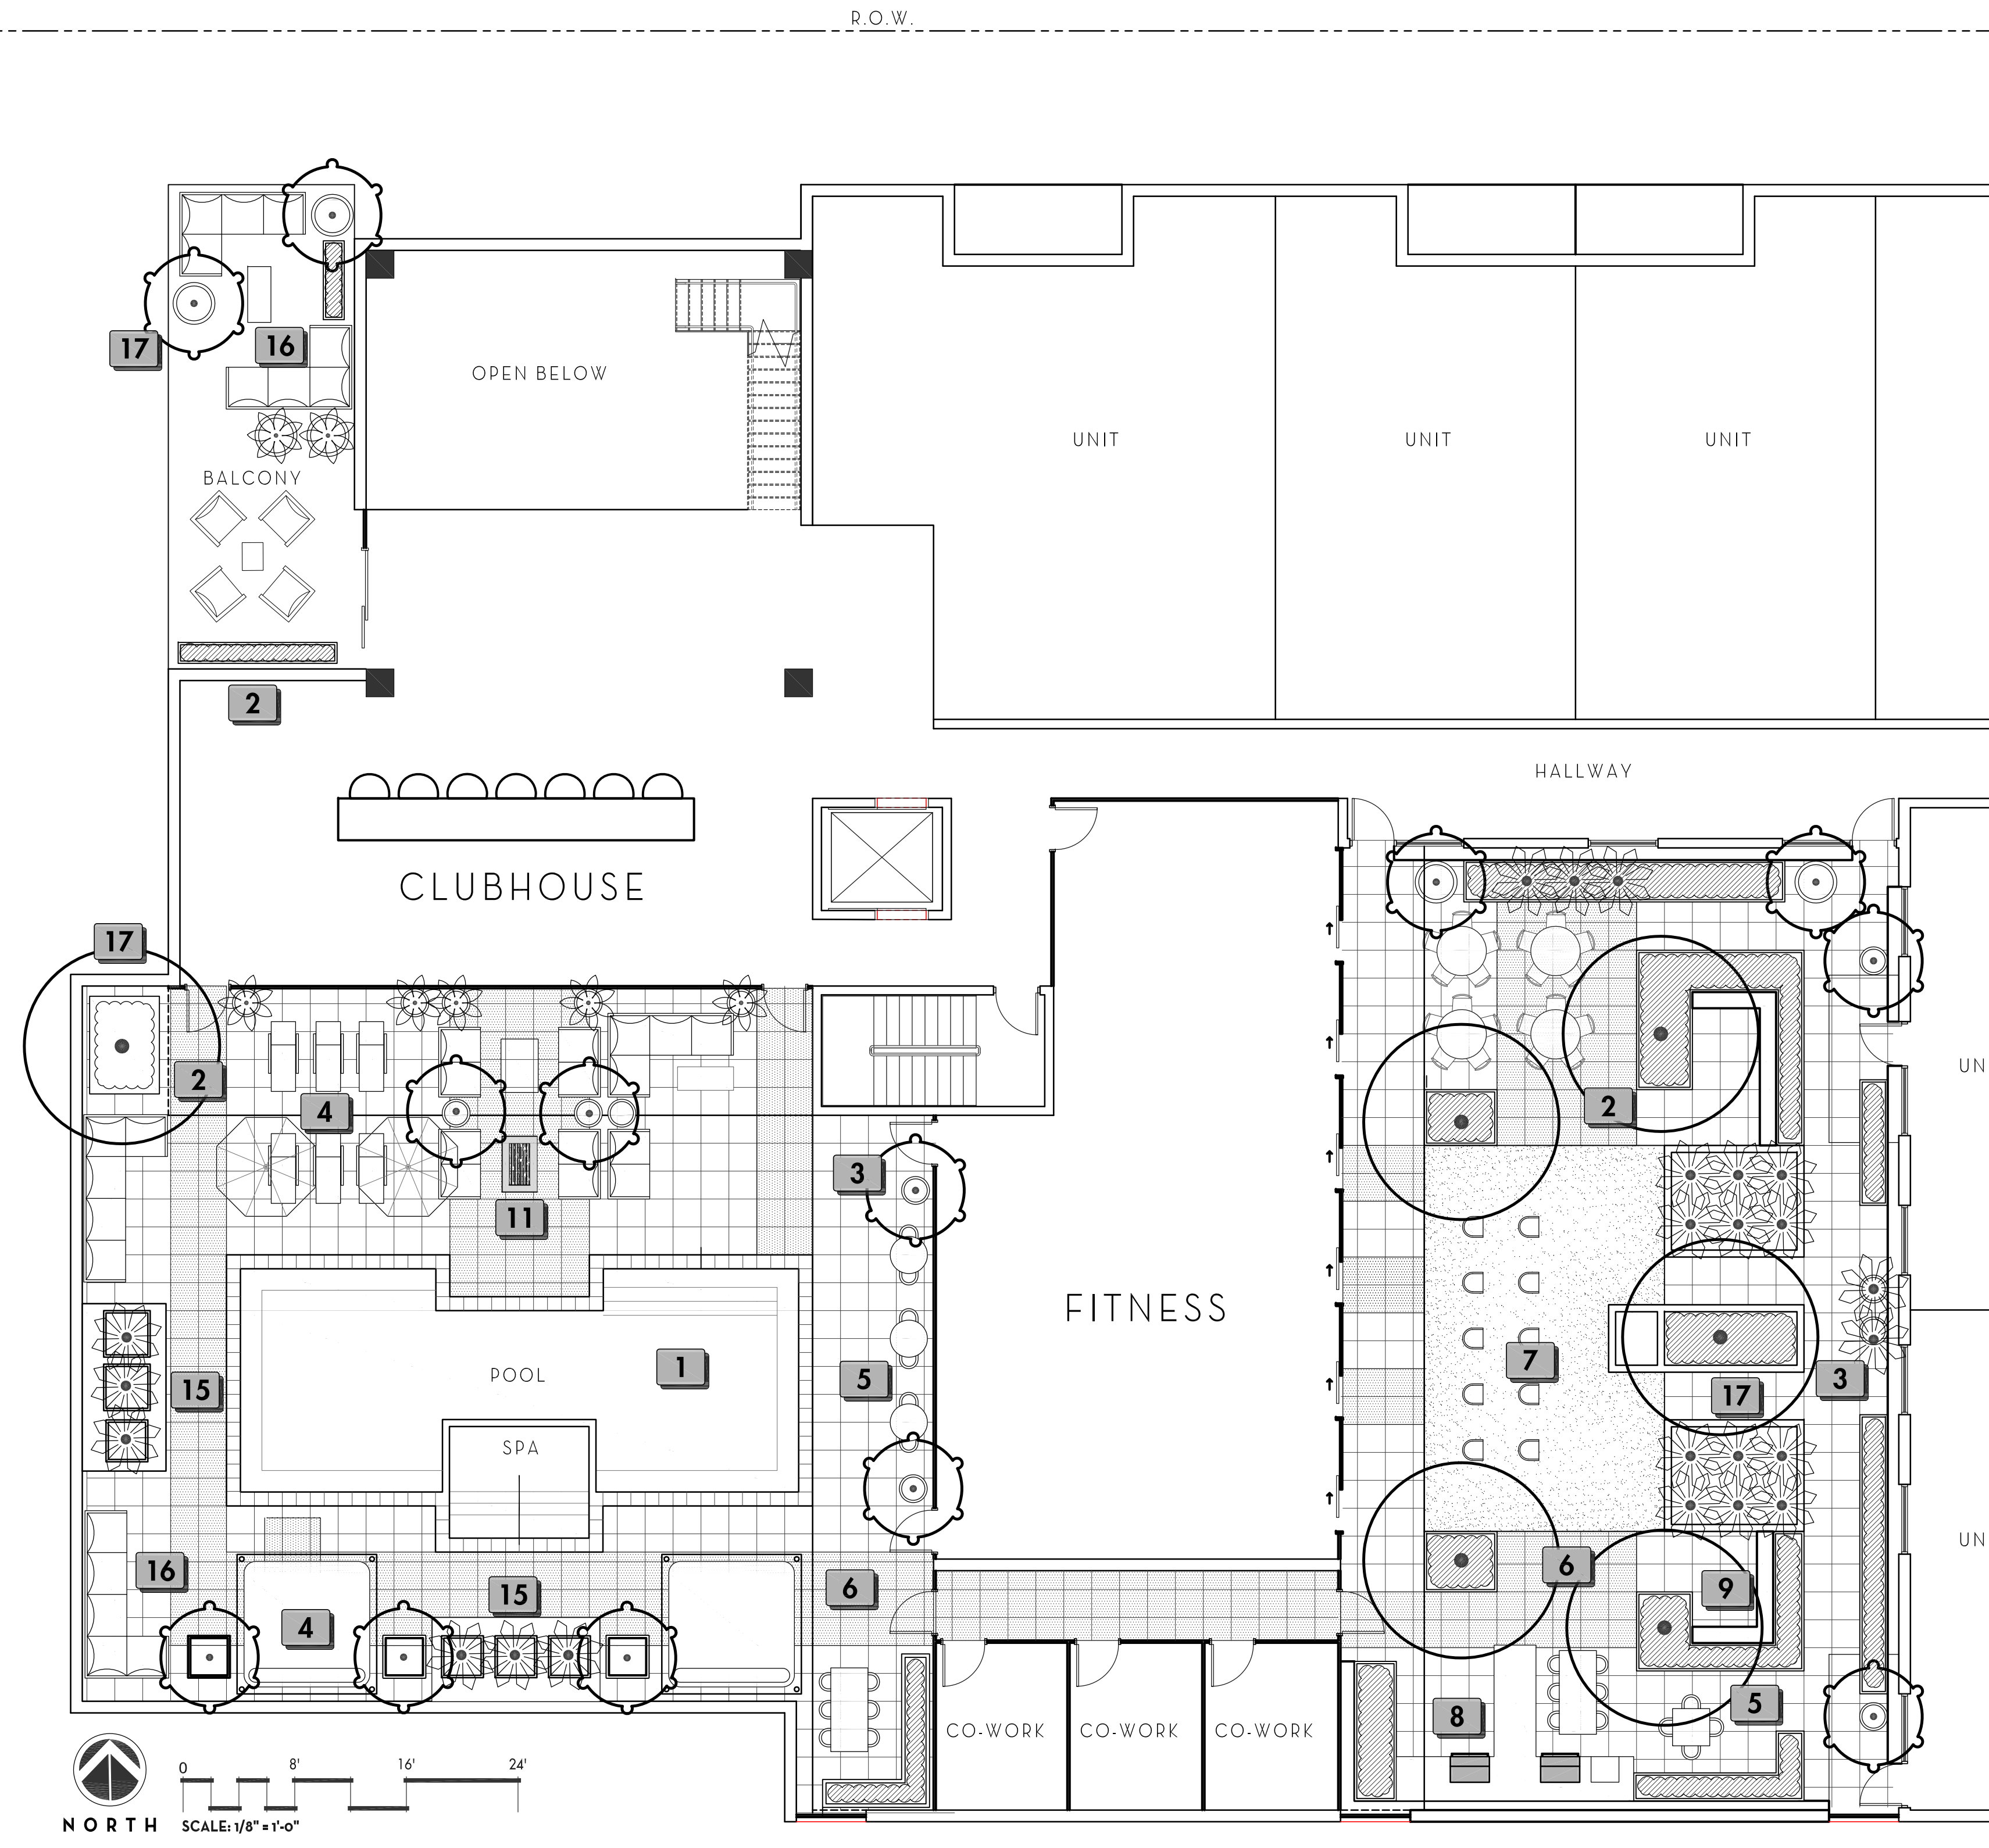 R.O.W.
17
16
OPEN BELOW
UNIT
UNIT
UNIT
BALCONY
2
HALLWAY
CLUBHOUSE
17
2
4
11
3
2
UN
FITNESS
POOL
1
5
7
15
SPA
17
3
16
4
15
6
6
9
UN
8
5
CO-WORK
CO-WORK
CO-WORK
0
8'
16'
24'
NORTH
SCALE: 1/8" = 1'-0"